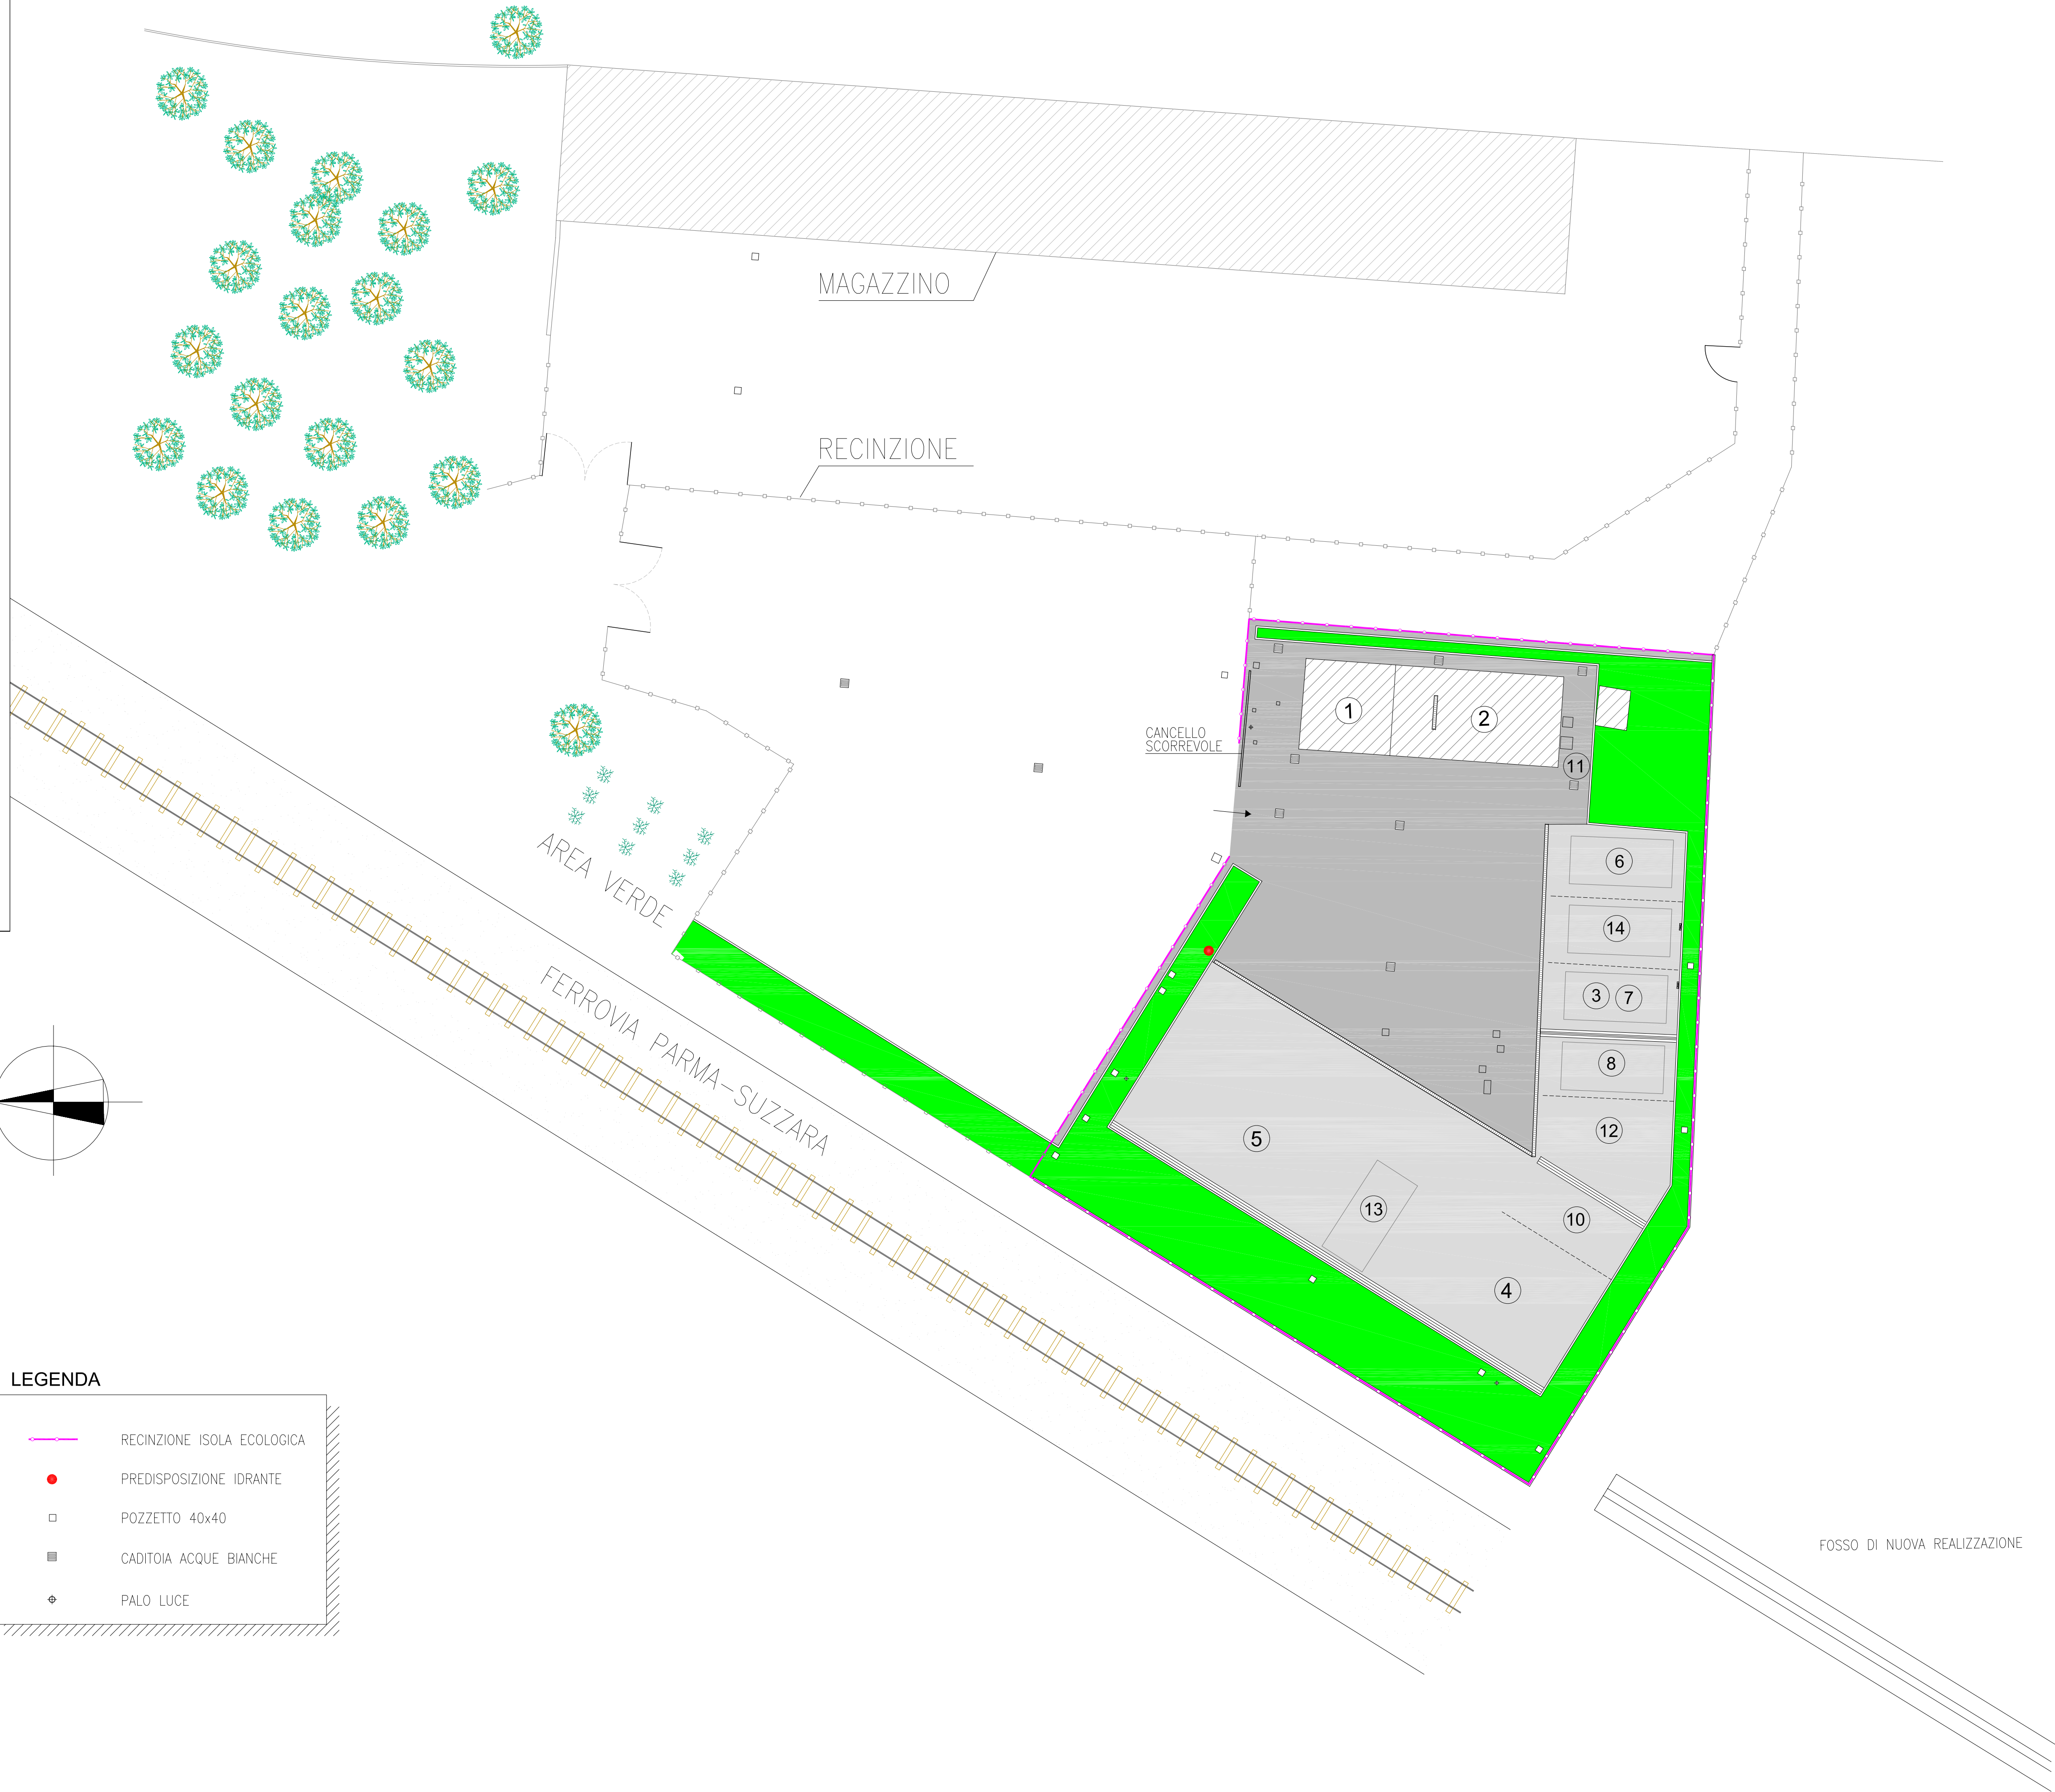 MAGAZZINO
RECINZIONE
CANCELLO
SCORREVOLE
1
2
11
6
14
3 7
8
12
5
13
10
4
AREA VERDE
FERROVIA PARMA-SUZZARA
LEGENDA
RECINZIONE ISOLA ECOLOGICA
PREDISPOSIZIONE IDRANTE
POZZETTO 40x40
CADITOIA ACQUE BIANCHE
PALO LUCE
FOSSO DI NUOVA REALIZZAZIONE